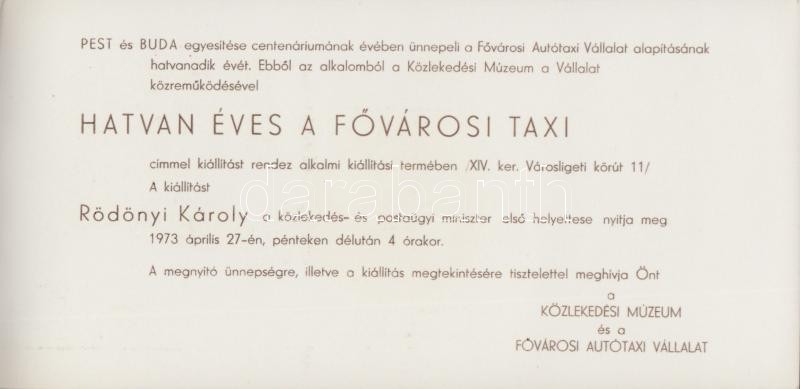 PEST és BUDA egyesítése centenáriumának évében ünnepeli a Fővárosi Autótaxi Vállalat alapításának
hatvanadik évét. Ebből az alkalomból a Közlekedési Múzeum a Vállalat
közreműködésével
HATVAN ÉVES A FŐVÁROSI TAXI
címmel kiállítást rendez alkalmi kiállítási termében /XIV. ker. Városligeti körút 11/
A kiállítást
darabanth
Rödönyi Károly a közlekedés- és postaügyi miniszter első helyettese nyitja meg
1973 április 27-én, pénteken délután 4 órakor.
A megnyitó ünnepségre, illetve a kiállítás megtekintésére tisztelettel meghívja Önt
a
KÖZLEKEDÉSI MÚZEUM
és a
FŐVÁROSI AUTÓTAXI VÁLLALAT